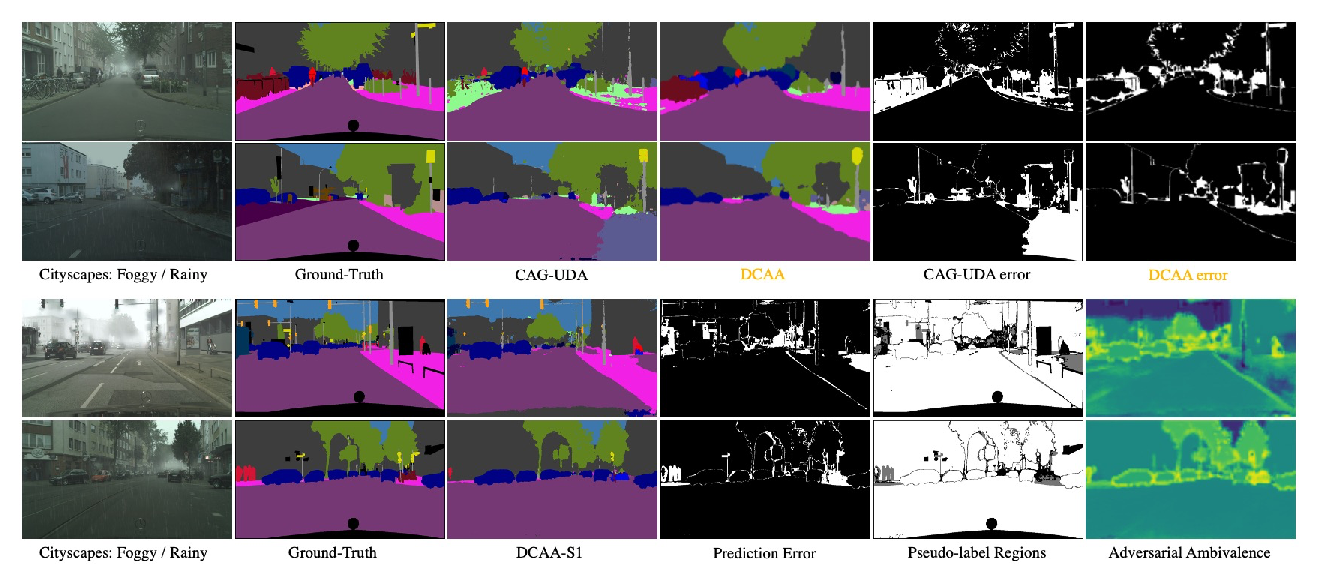 Cityscapes: Foggy / Rainy Ground-Truth CAG-UDA DCAA CAG-UDA error DCAA error
Cityscapes: Foggy / Rainy Ground-Truth DCAA-S1 Prediction Error Pseudo-label Regions Adversarial Ambivalence